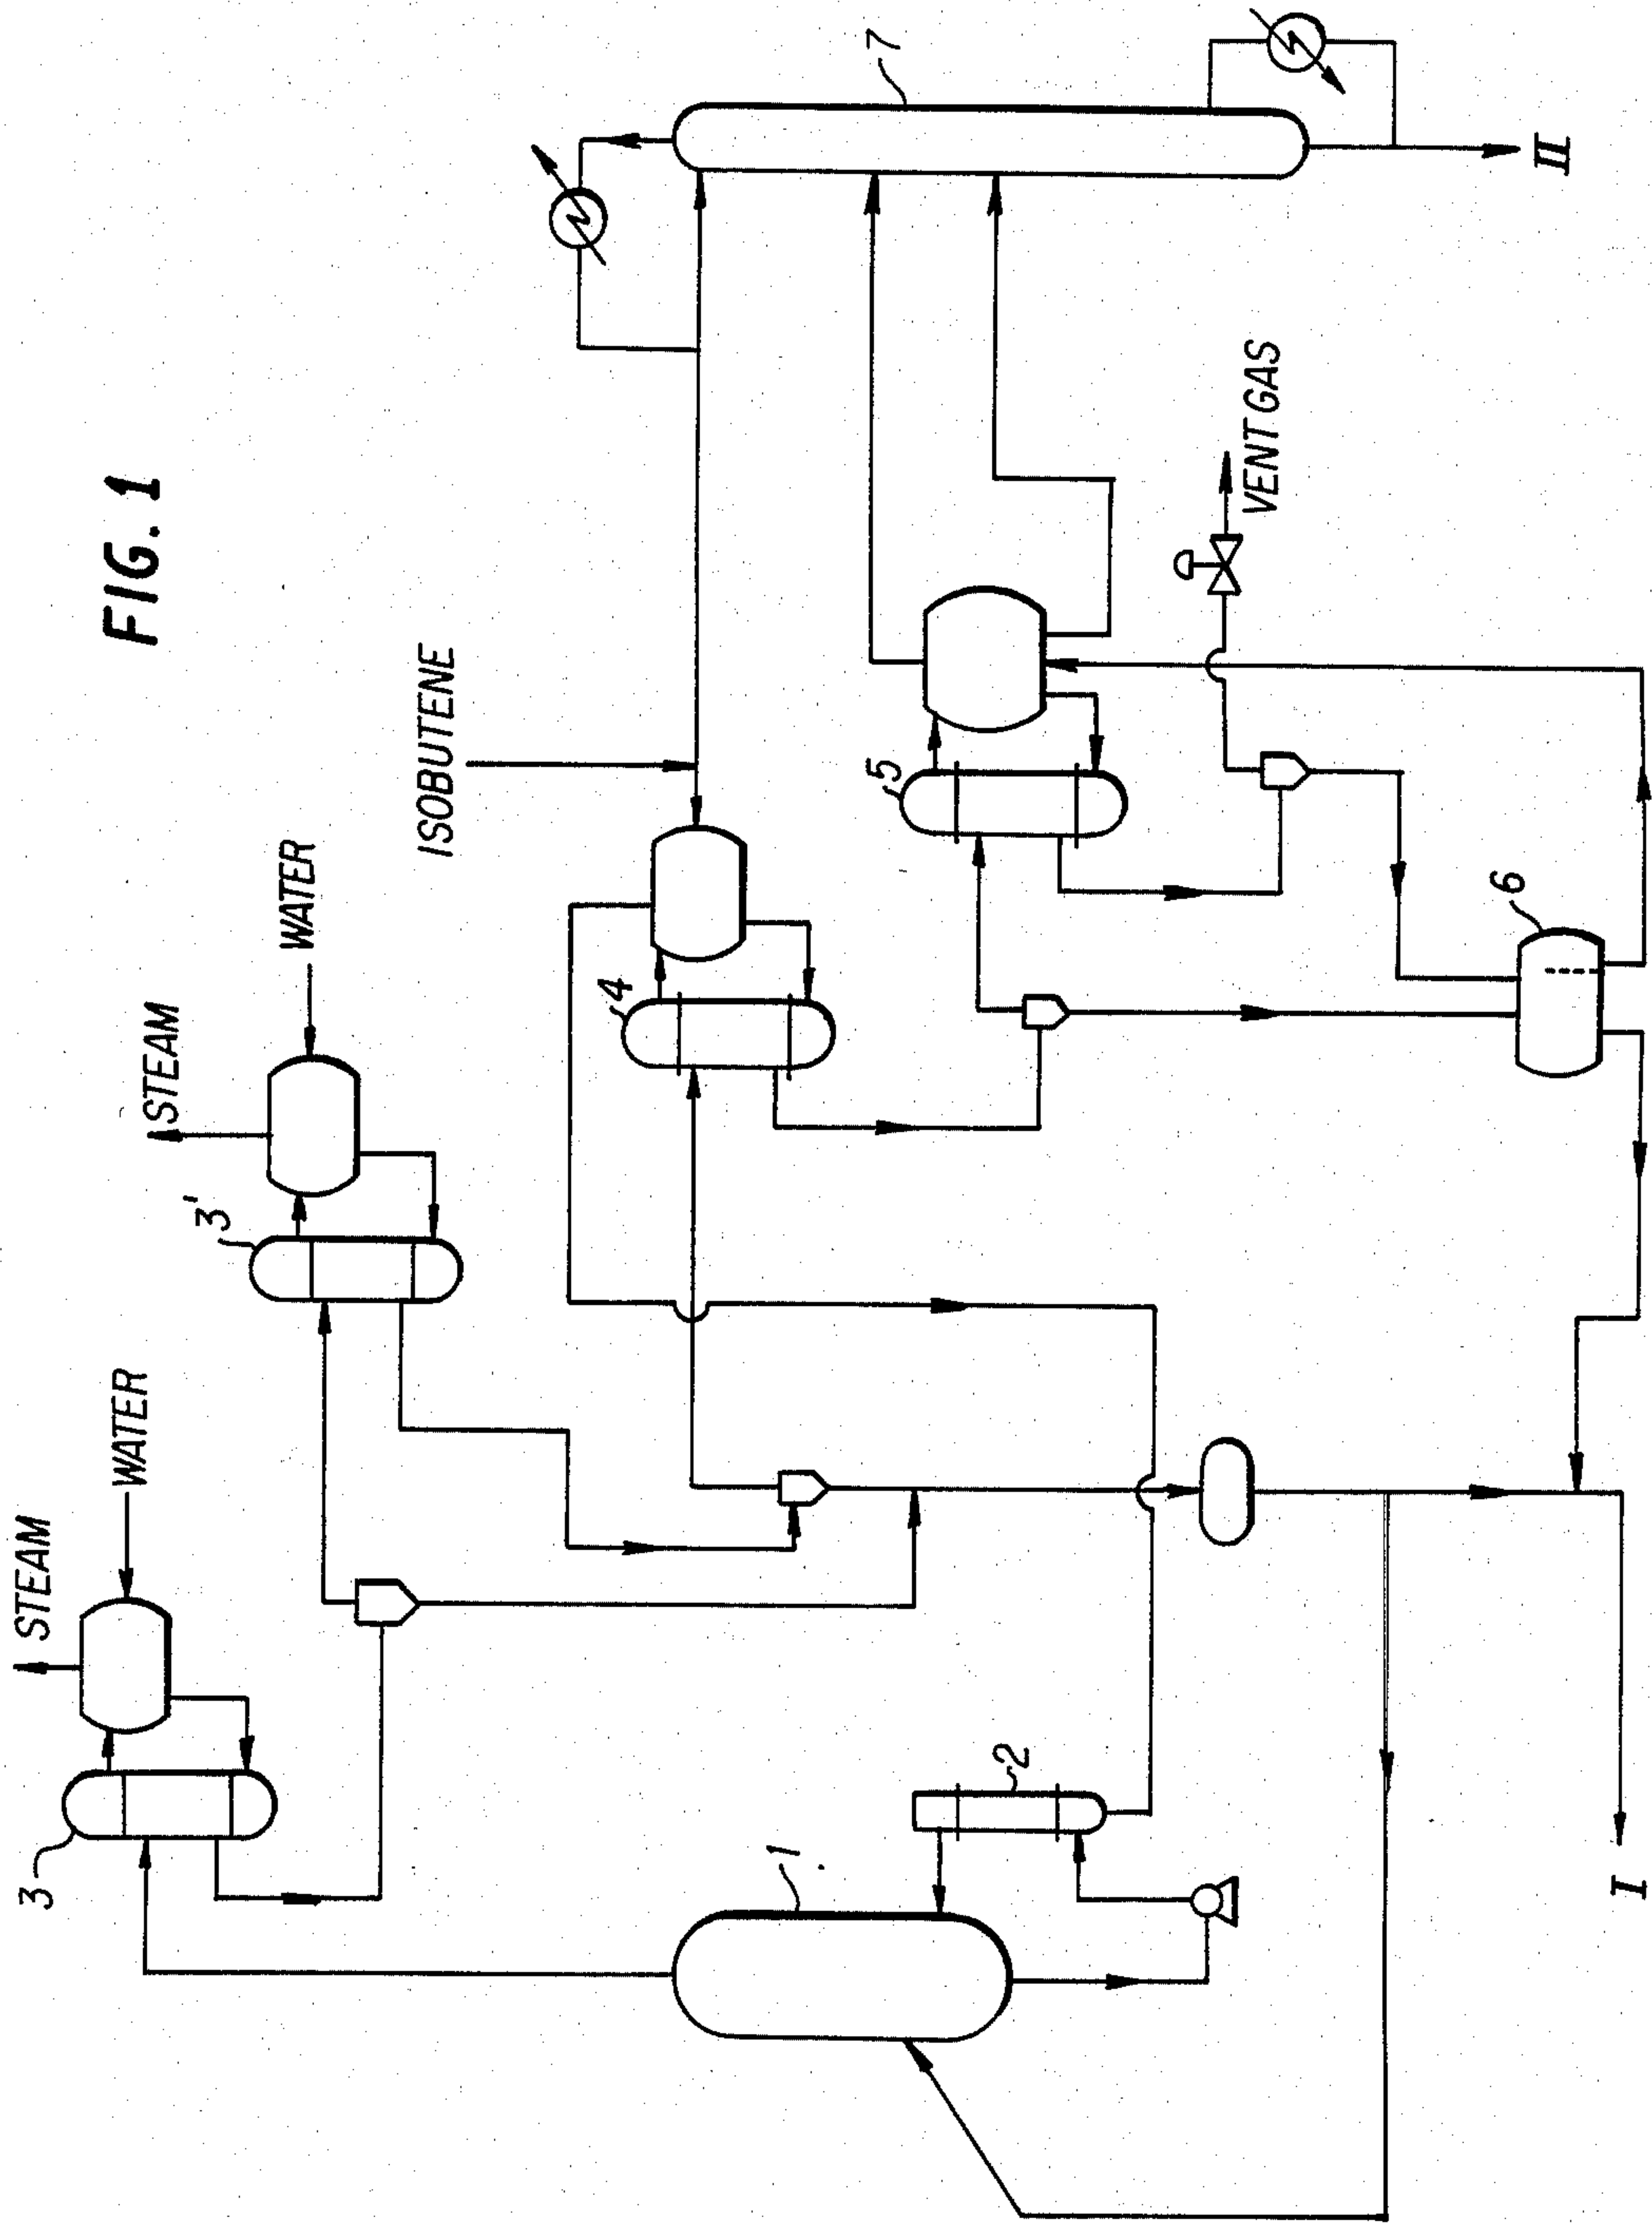 FIG. 1
STEAM
WATER
3
STEAM
WATER
3'
ISOBUTENE
4
5
VENT GAS
7
6
1
2
I
II